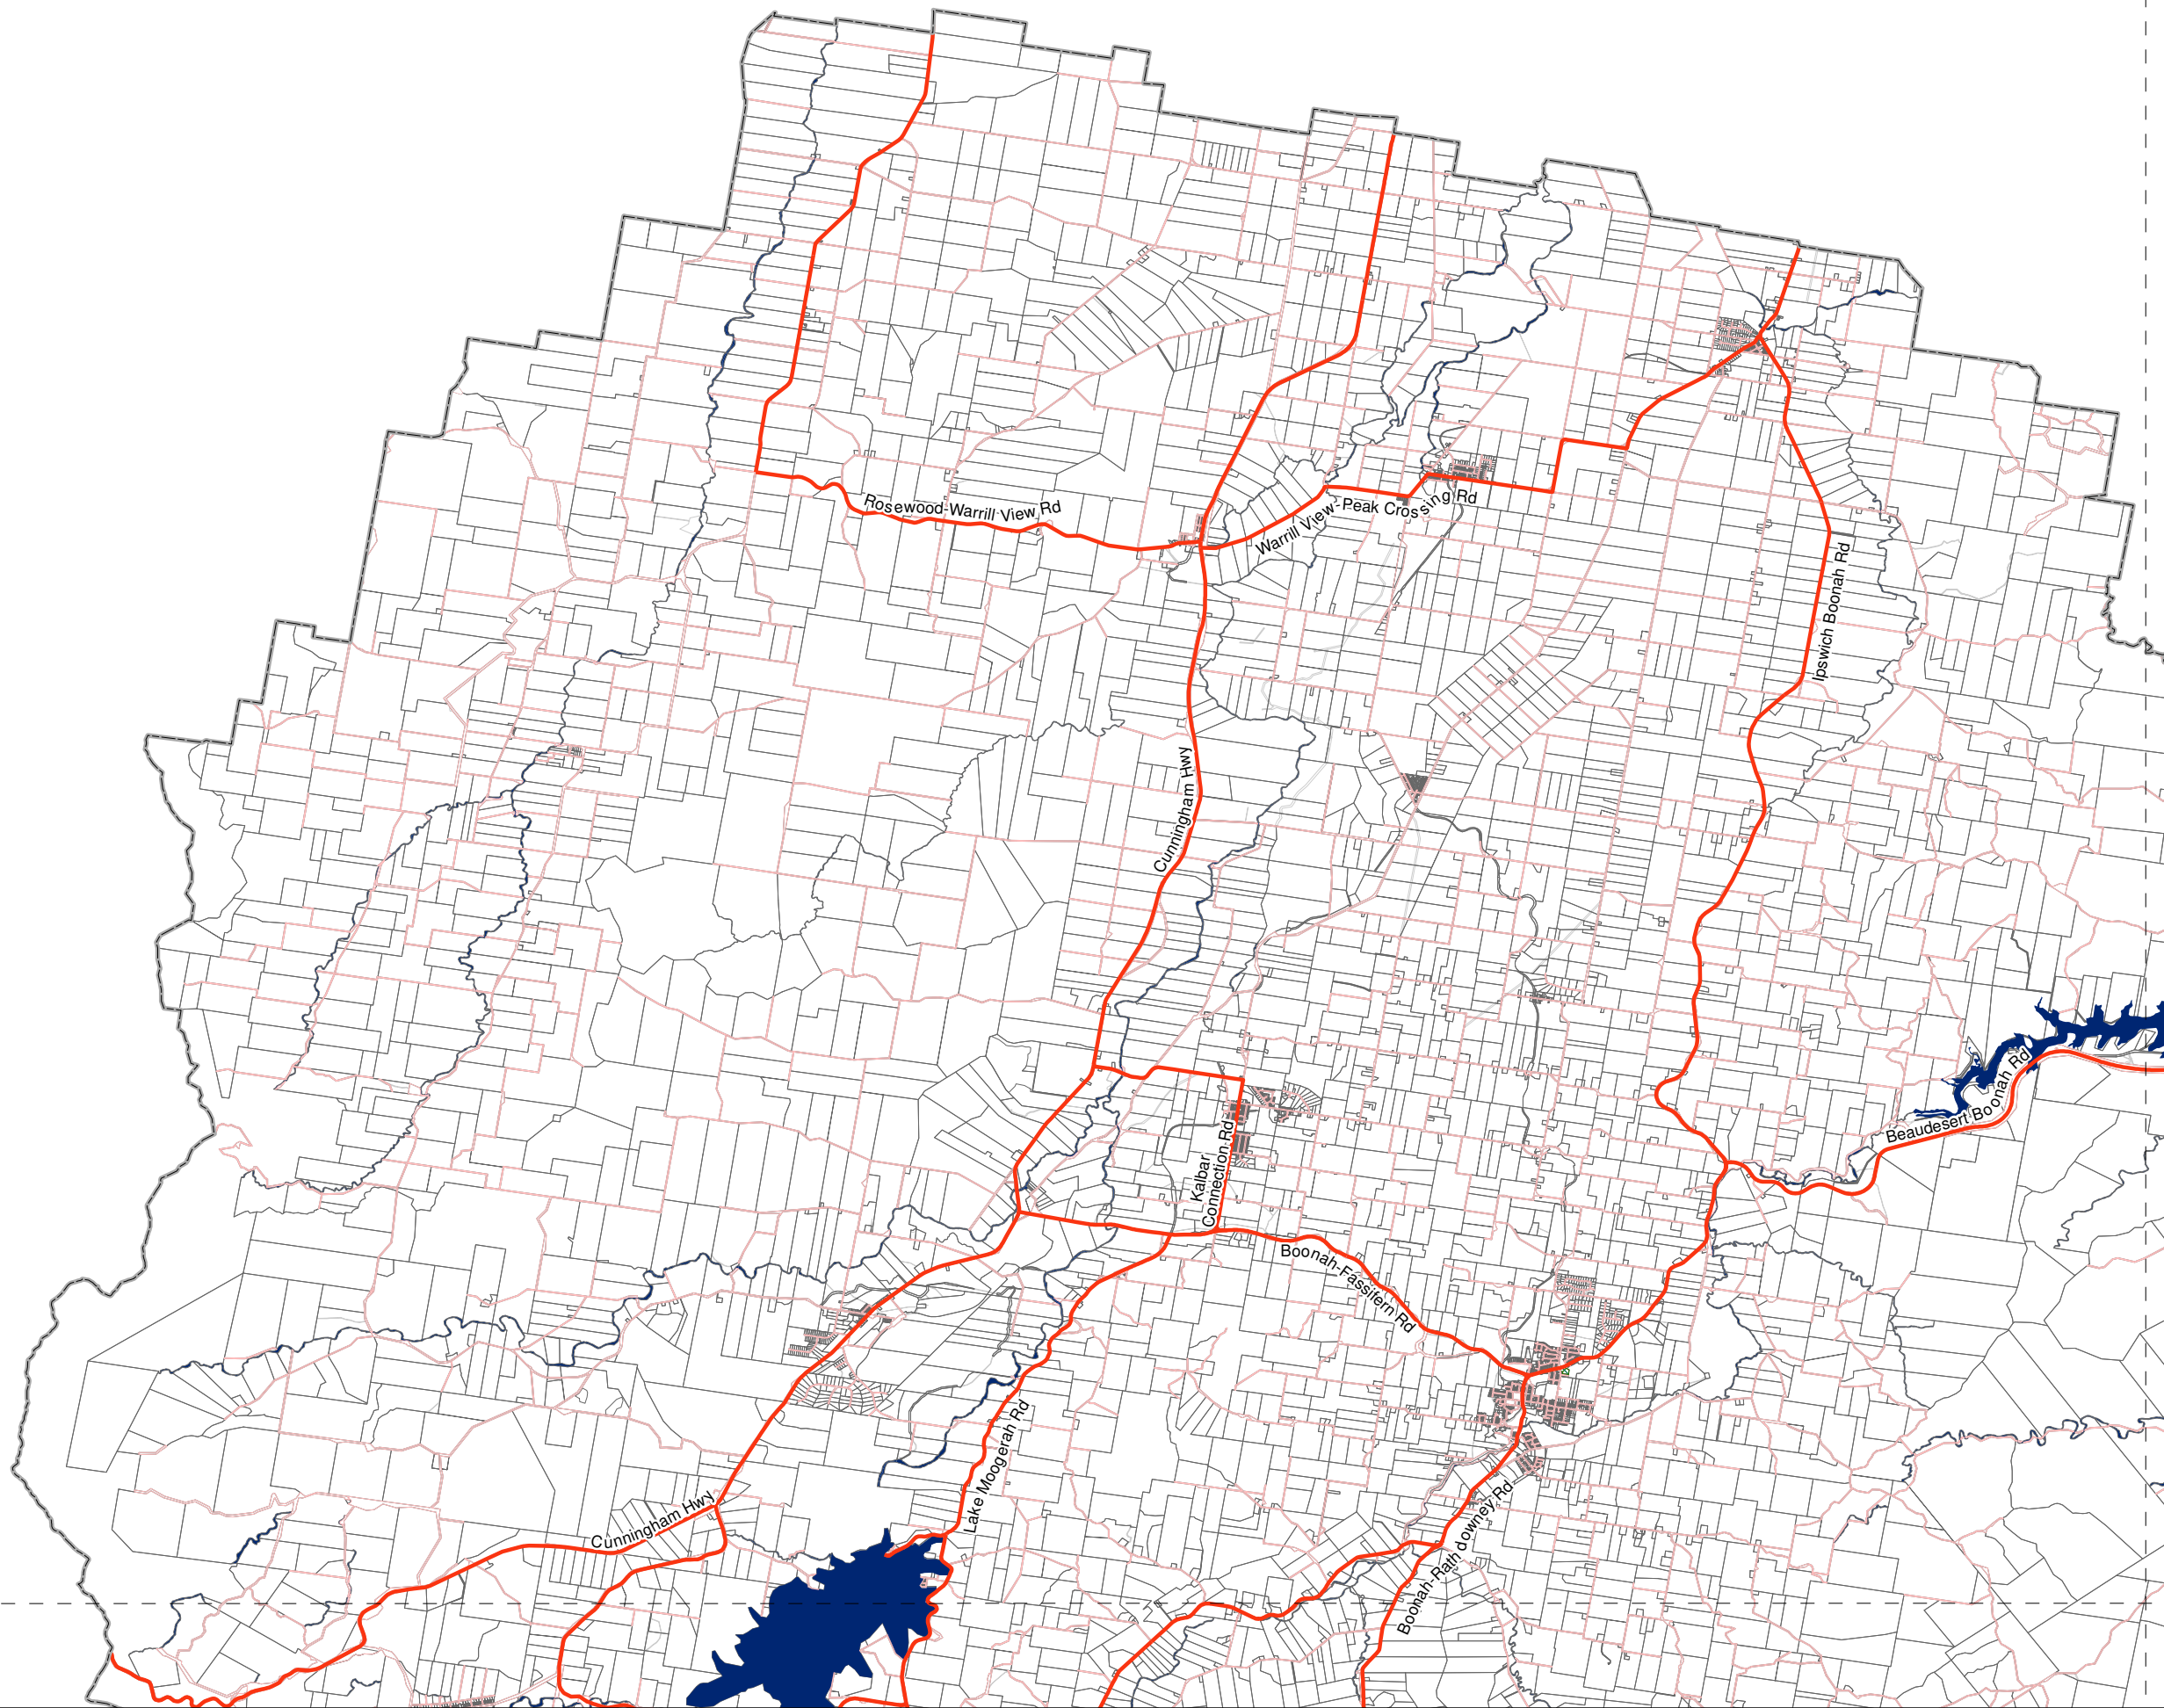 Rosewood-Warrill View Rd
Warrill View-Peak Crossing Rd
Ipswich Boonah Rd
Cunningham Hwy
Beaudesert Boonah Rd
Kalbar
Connection Rd
Boonah-Fassifern Rd
Lake Moogerah Rd
Cunningham Hwy
Boonah-Rathdowney Rd